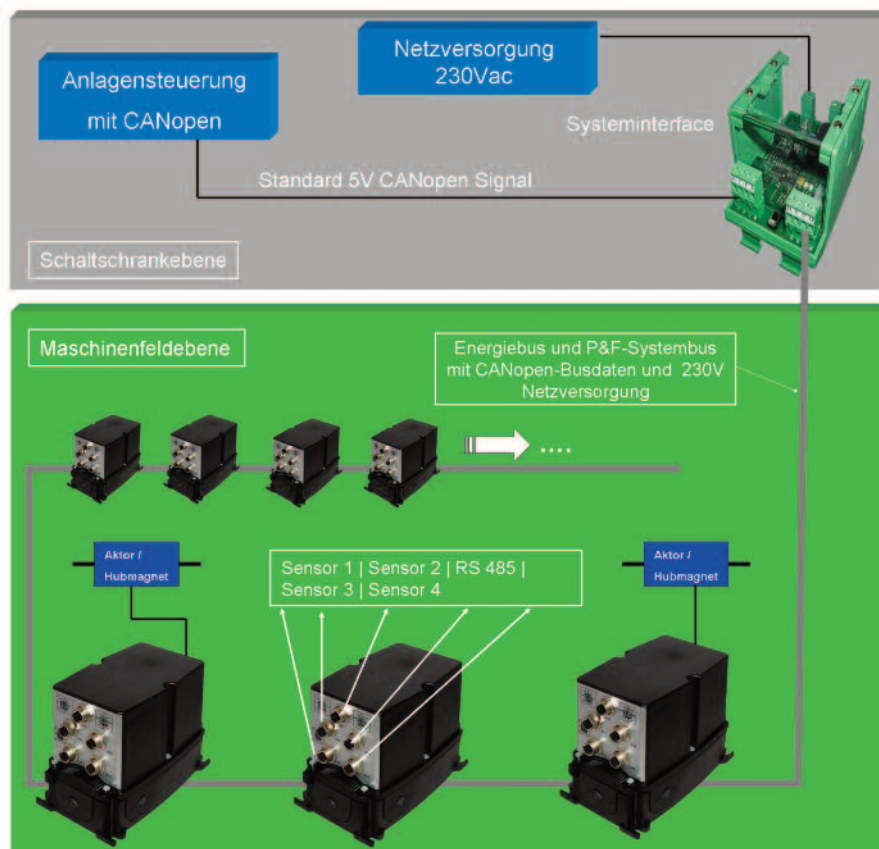 Netzversorgung
230Vac
Anlagensteuerung
mit CANopen
Systeminterface
Standard 5V CANopen Signal
Schaltschrankebene
Maschinenfeldebene
Energiebus und P&F-Systembus
mit CANopen-Busdaten und 230V
Netzversorgung
....
Aktor /
Hubmagnet
Sensor 1 | Sensor 2 | RS 485 |
Sensor 3 | Sensor 4
Aktor /
Hubmagnet